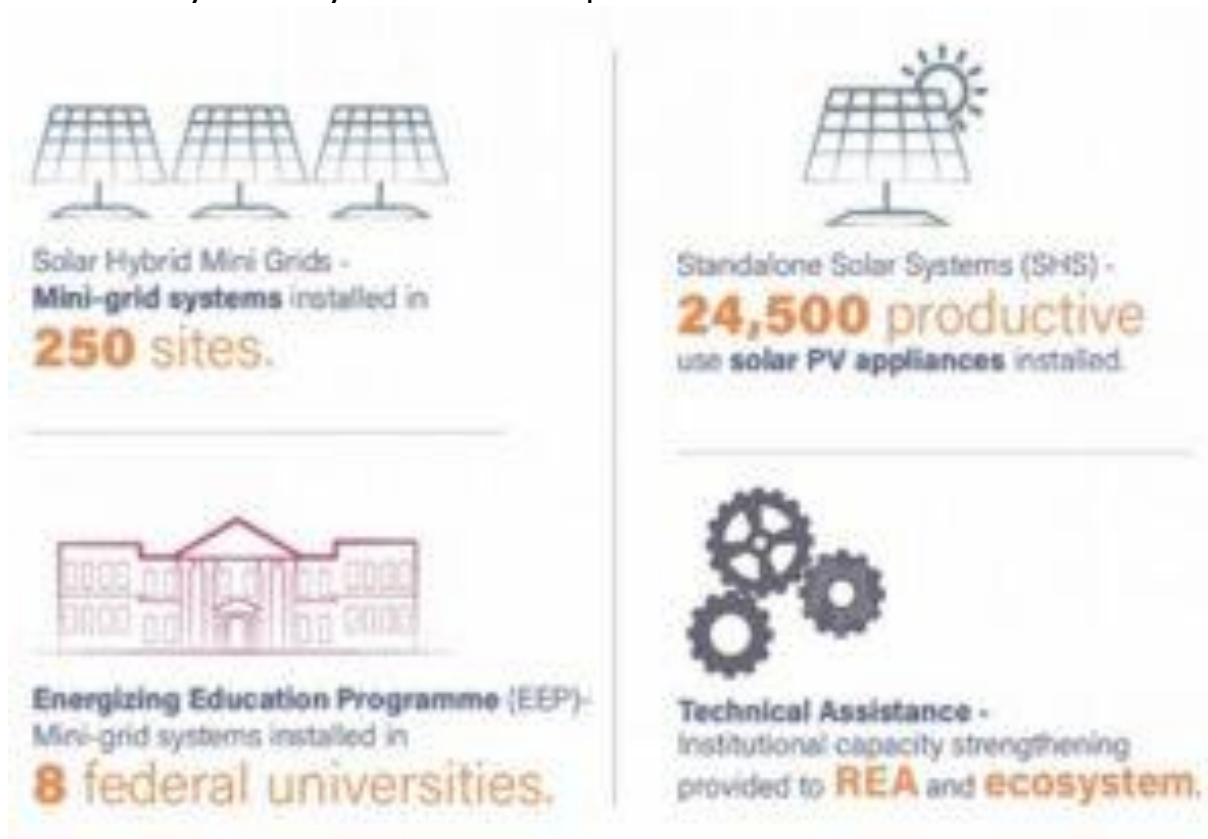 Solar Hybrid Mini Grids -
Mini-grid systems installed in
250 sites.
Standalone Solar Systems (SHS) -
24,500 productive
use solar PV appliances installed.
Energizing Education Programme (EEP)-
Mini-grid systems installed in
8 federal universities.
Technical Assistance -
Institutional capacity strengthening
provided to REA and ecosystem.